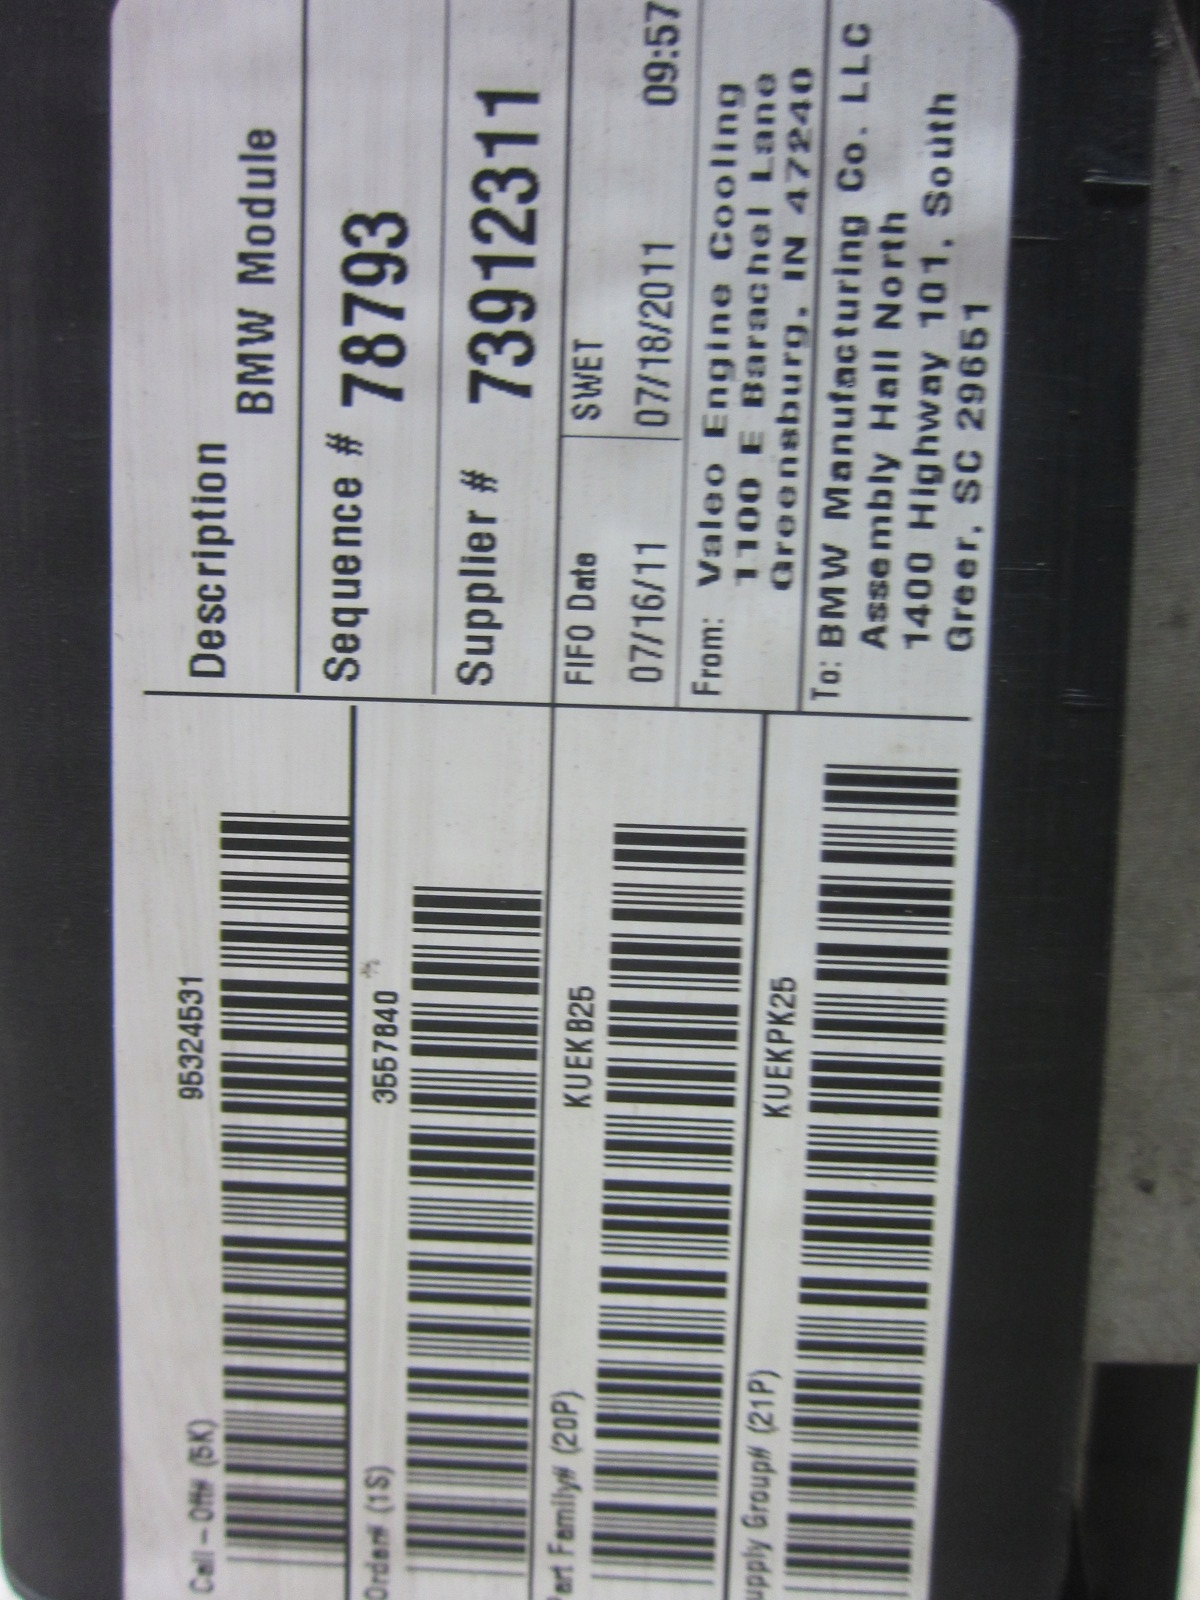 Call-Off# (5K)
95324531
Order# (1S)
3557840
Part Family# (20P)
KUEKB25
upply Group# (21P)
KUEKPK25
Description
BMW Module
Sequence # 78793
Supplier # 73912311
FIFO Date
07/16/11
SWET
07/18/2011 09:57
From: Valeo Engine Cooling
1100 E Barachel Lane
Greensburg, IN 47240
To: BMW Manufacturing Co. LLC
Assembly Hall North
1400 Highway 101, South
Greer, SC 29651